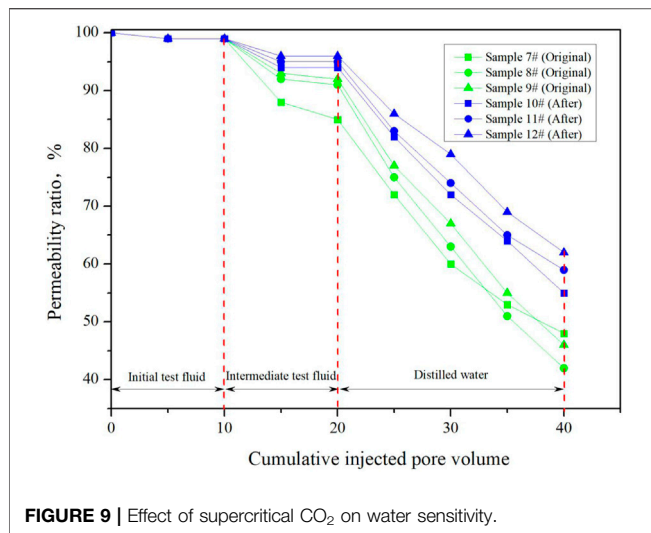 100
90
80
70
60
50
40
Permeability ratio, %
Sample 7# (Original)
Sample 8# (Original)
Sample 9# (Original)
Sample 10# (After)
Sample 11# (After)
Sample 12# (After)
Initial test fluid
Intermediate test fluid
Distilled water
0
10
20
30
40
Cumulative injected pore volume
FIGURE 9 | Effect of supercritical CO₂ on water sensitivity.